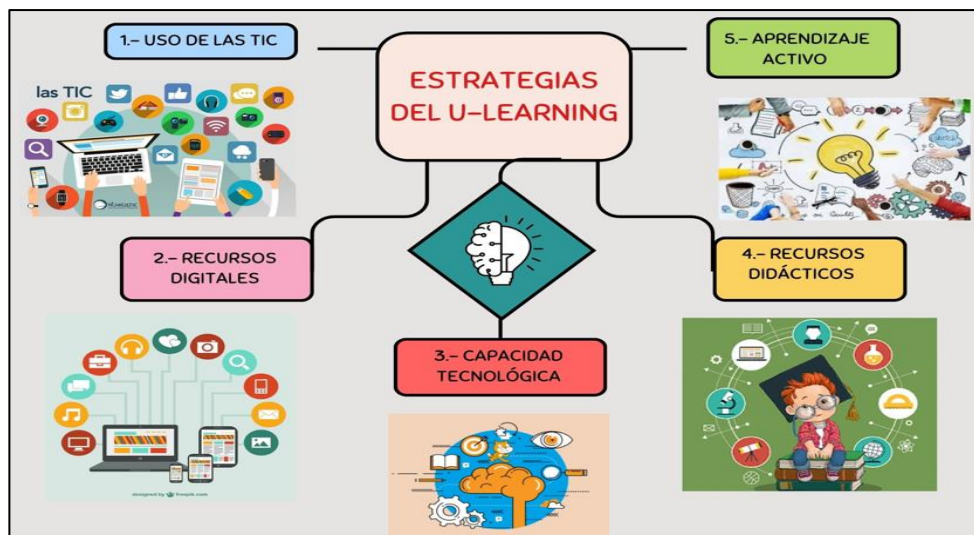 ESTRATEGIAS
DEL U-LEARNING
1.- USO DE LAS TIC
las TIC
2.- RECURSOS
DIGITALES
designed by freepik.com
3.- CAPACIDAD
TECNOLÓGICA
4.- RECURSOS
DIDÁCTICOS
5.- APRENDIZAJE
ACTIVO